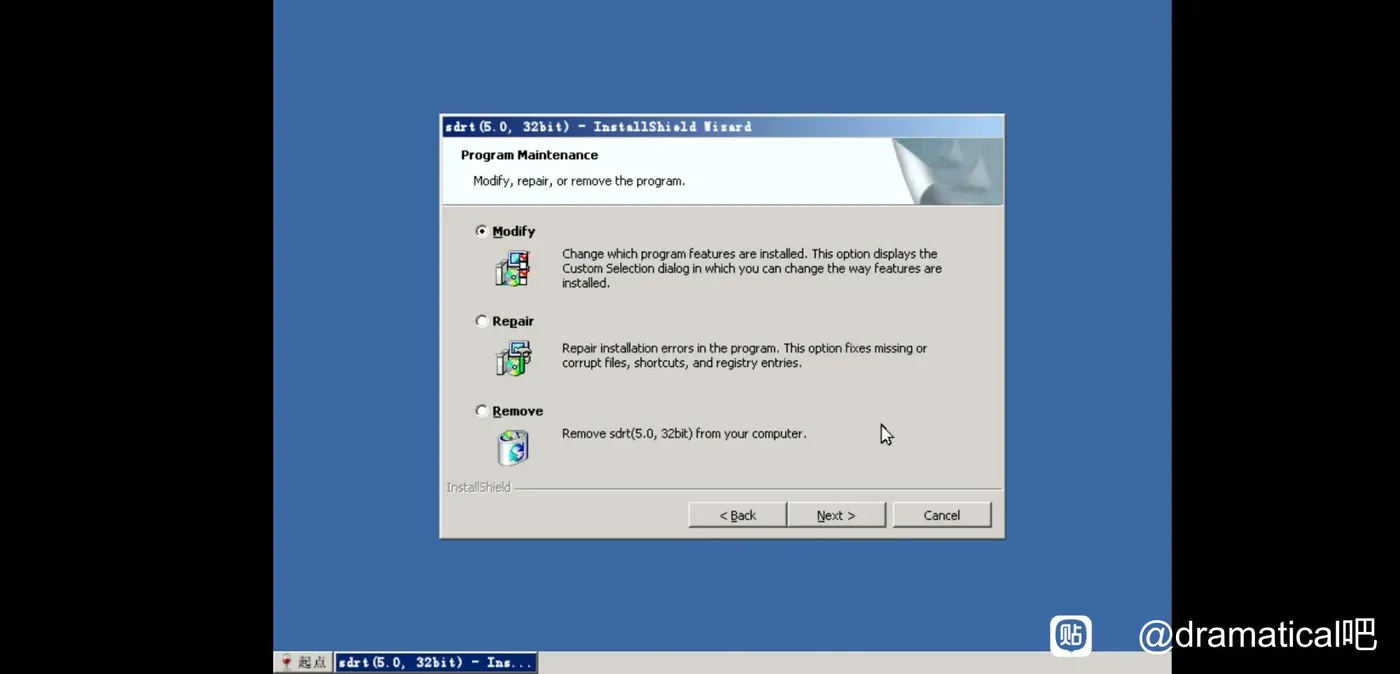 sdrt(5.0, 32bit) - InstallShield Wizard
Program Maintenance
Modify, repair, or remove the program.
Modify
Change which program features are installed. This option displays the
Custom Selection dialog in which you can change the way features are
installed.
Repair
Repair installation errors in the program. This option fixes missing or
corrupt files, shortcuts, and registry entries.
Remove
Remove sdrt(5.0, 32bit) from your computer.
InstallShield
< Back
Next >
Cancel
贴 @dramatical吧
起点
sdrt(5.0, 32bit) - Ins...